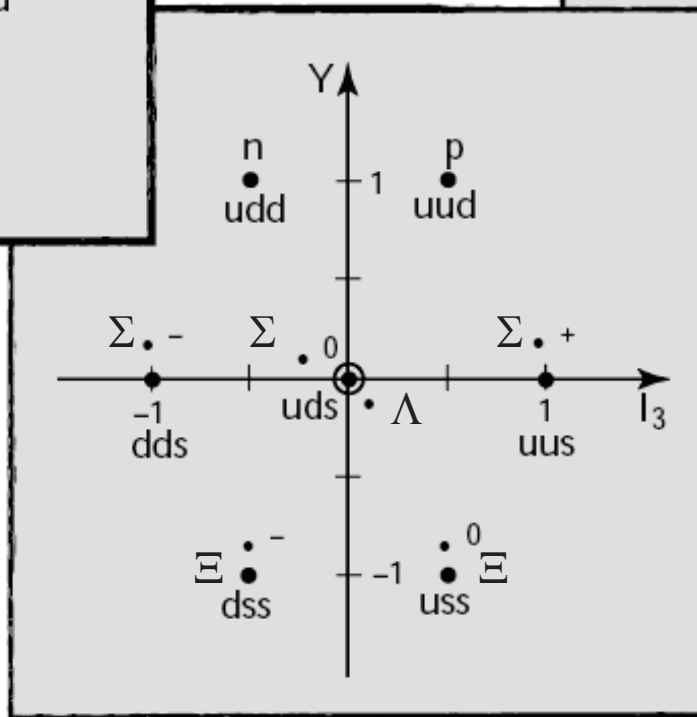 Y
n p
1
udd uud
Σ − Σ 0 Σ +
uds Λ
−1 1 I3
dds uus
− 0
Ξ Ξ
−1
dss uss